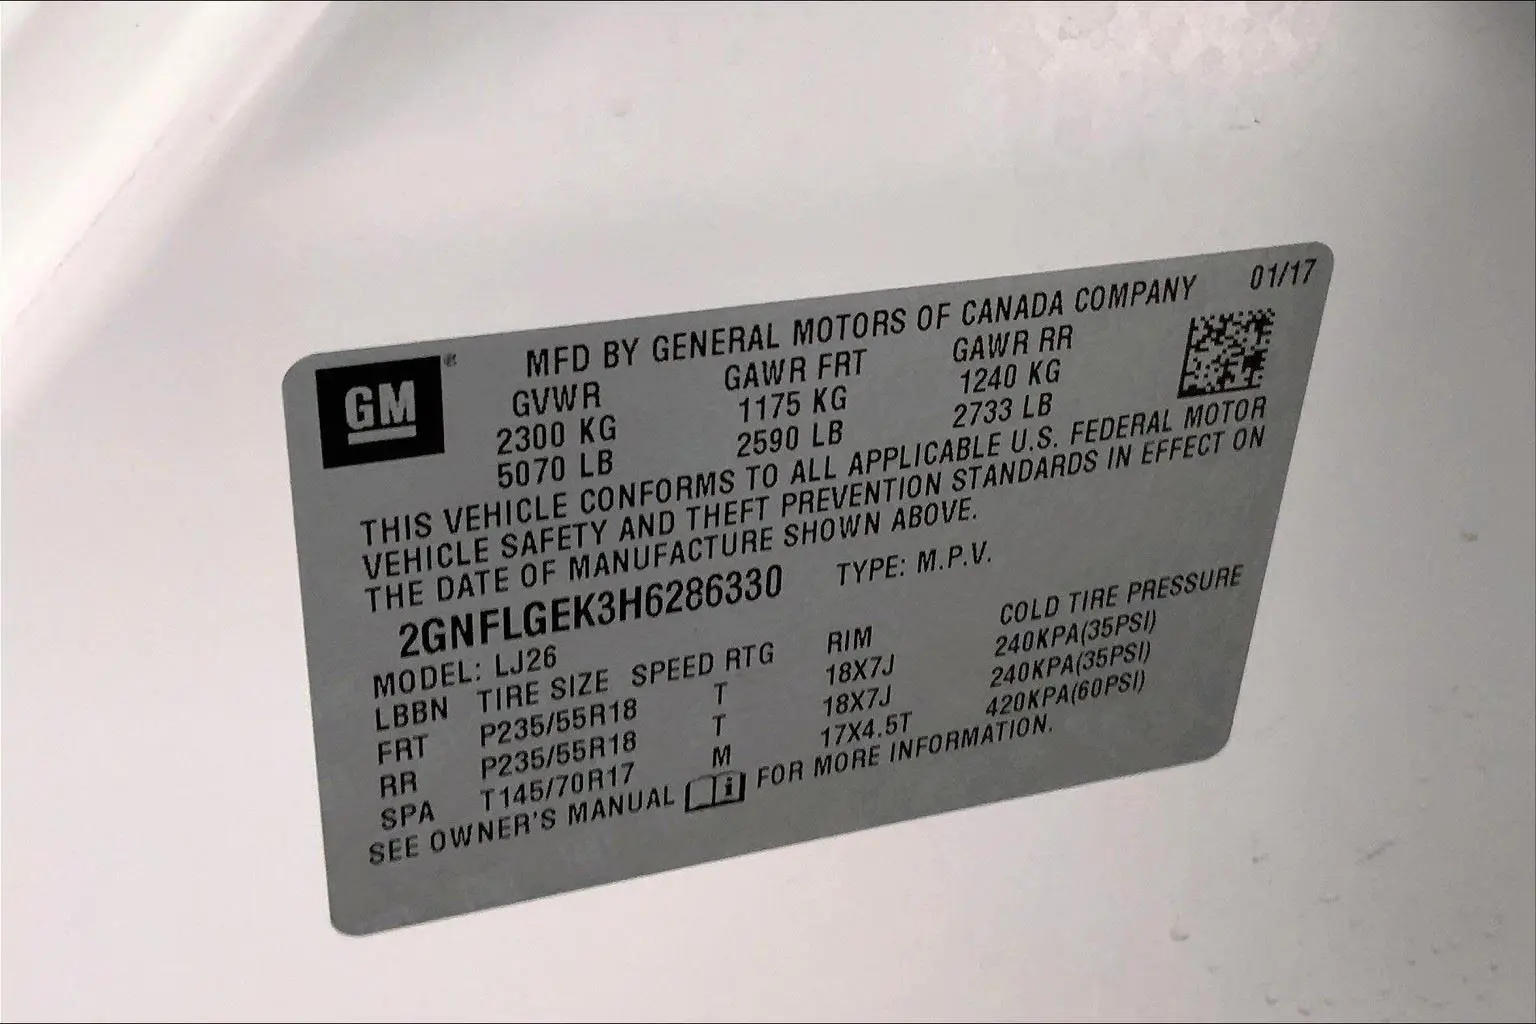 GM®
MFD BY GENERAL MOTORS OF CANADA COMPANY 01/17
GVWR GAWR FRT GAWR RR
2300 KG 1175 KG 1240 KG
5070 LB 2590 LB 2733 LB
THIS VEHICLE CONFORMS TO ALL APPLICABLE U.S. FEDERAL MOTOR
VEHICLE SAFETY AND THEFT PREVENTION STANDARDS IN EFFECT ON
THE DATE OF MANUFACTURE SHOWN ABOVE.
2GNFLGEK3H6286330 TYPE: M.P.V.
MODEL: LJ26
LBBN TIRE SIZE SPEED RTG RIM COLD TIRE PRESSURE
FRT P235/55R18 T 18X7J 240KPA(35PSI)
RR P235/55R18 T 18X7J 240KPA(35PSI)
SPA T145/70R17 M 17X4.5T 420KPA(60PSI)
SEE OWNER'S MANUAL FOR MORE INFORMATION.